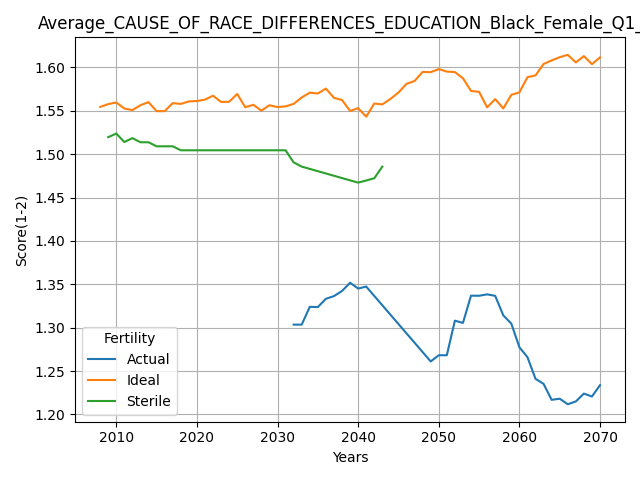 Average_CAUSE_OF_RACE_DIFFERENCES_EDUCATION_Black_Female_Q1_
1.60
1.55
1.50
1.45
1.40
1.35
1.30
1.25
1.20
Score(1-2)
Fertility
Actual
Ideal
Sterile
2010 2020 2030 2040 2050 2060 2070
Years